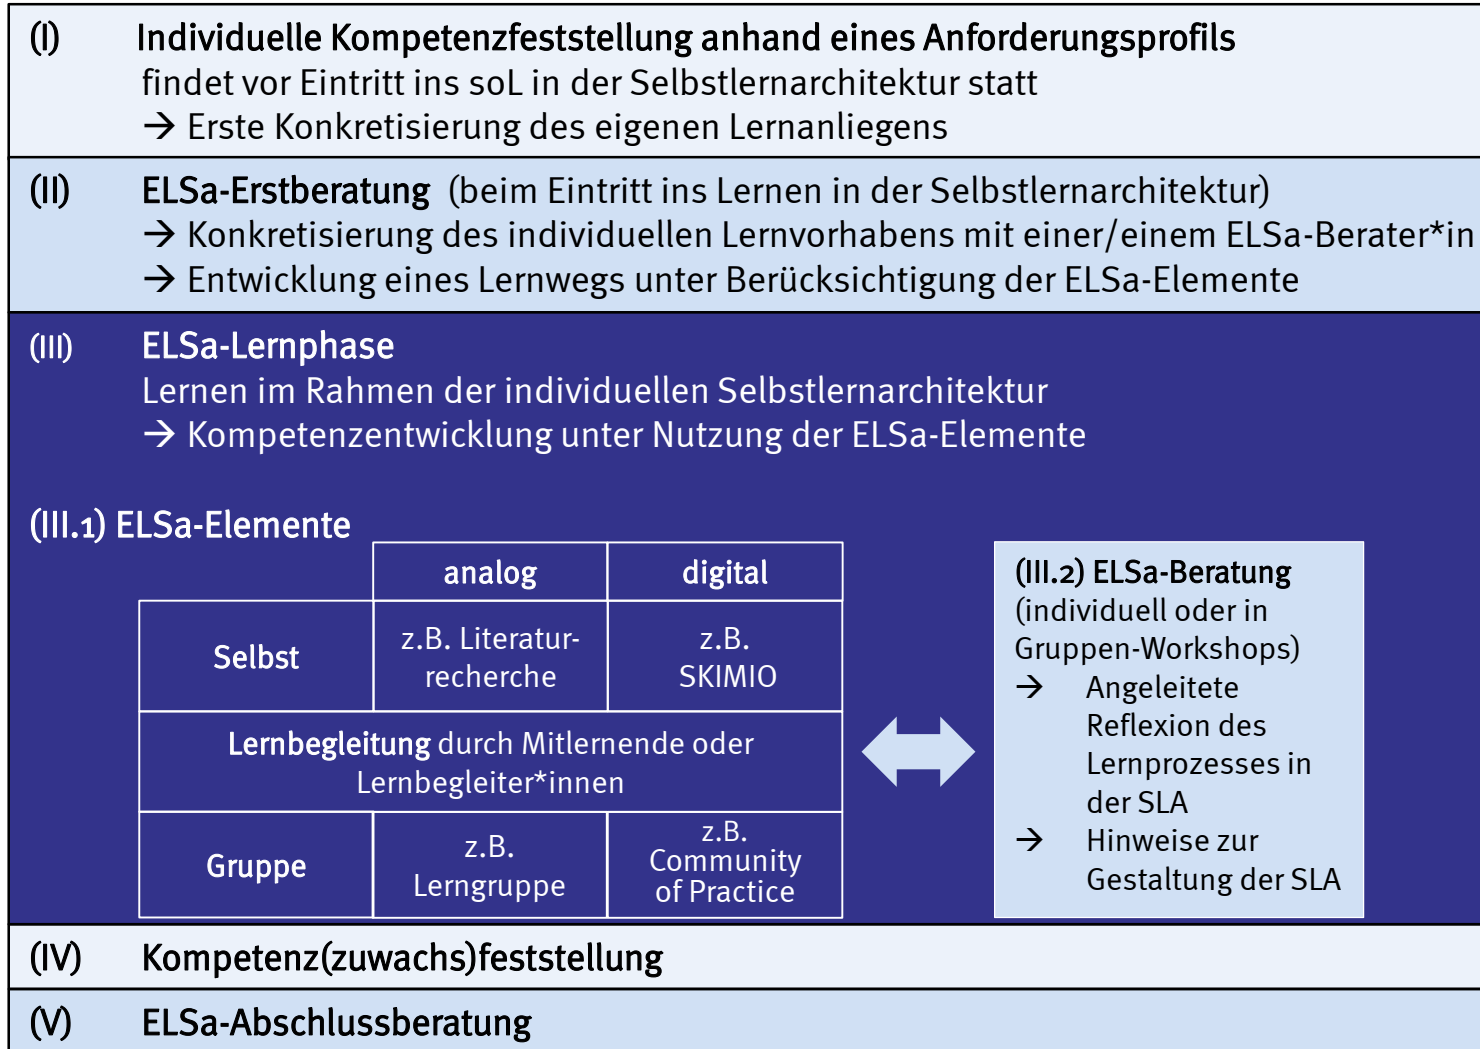 (I) Individuelle Kompetenzfeststellung anhand eines Anforderungsprofils
findet vor Eintritt ins soL in der Selbstlernarchitektur statt
→ Erste Konkretisierung des eigenen Lernanliegens
(II) ELSa-Erstberatung (beim Eintritt ins Lernen in der Selbstlernarchitektur)
→ Konkretisierung des individuellen Lernvorhabens mit einer/einem ELSa-Berater*in
→ Entwicklung eines Lernwegs unter Berücksichtigung der ELSa-Elemente
(III) ELSa-Lernphase
Lernen im Rahmen der individuellen Selbstlernarchitektur
→ Kompetenzentwicklung unter Nutzung der ELSa-Elemente
(III.1) ELSa-Elemente
analog
digital
Selbst
z.B. Literatur-
recherche
z.B.
SKIMIO
Lernbegleitung durch Mitlernende oder
Lernbegleiter*innen
Gruppe
z.B.
Lerngruppe
z.B.
Community
of Practice
(III.2) ELSa-Beratung
(individuell oder in
Gruppen-Workshops)
→ Angeleitete
Reflexion des
Lernprozesses in
der SLA
→ Hinweise zur
Gestaltung der SLA
(IV) Kompetenz(zuwachs)feststellung
(V) ELSa-Abschlussberatung